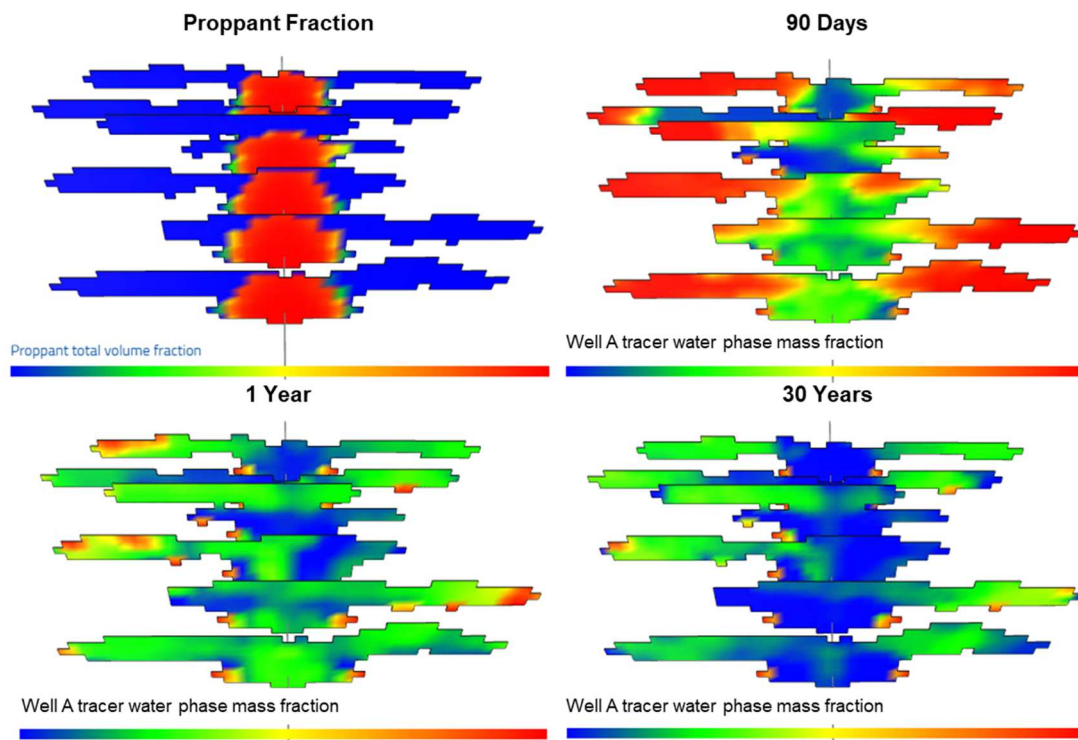 Proppant Fraction
90 Days
Proppant total volume fraction
Well A tracer water phase mass fraction
1 Year
30 Years
Well A tracer water phase mass fraction
Well A tracer water phase mass fraction